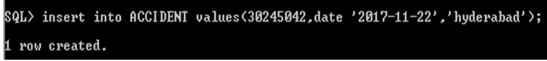 SQL> insert into ACCIDENT values(30245042,date '2017-11-22','hyderabad');
1 row created.